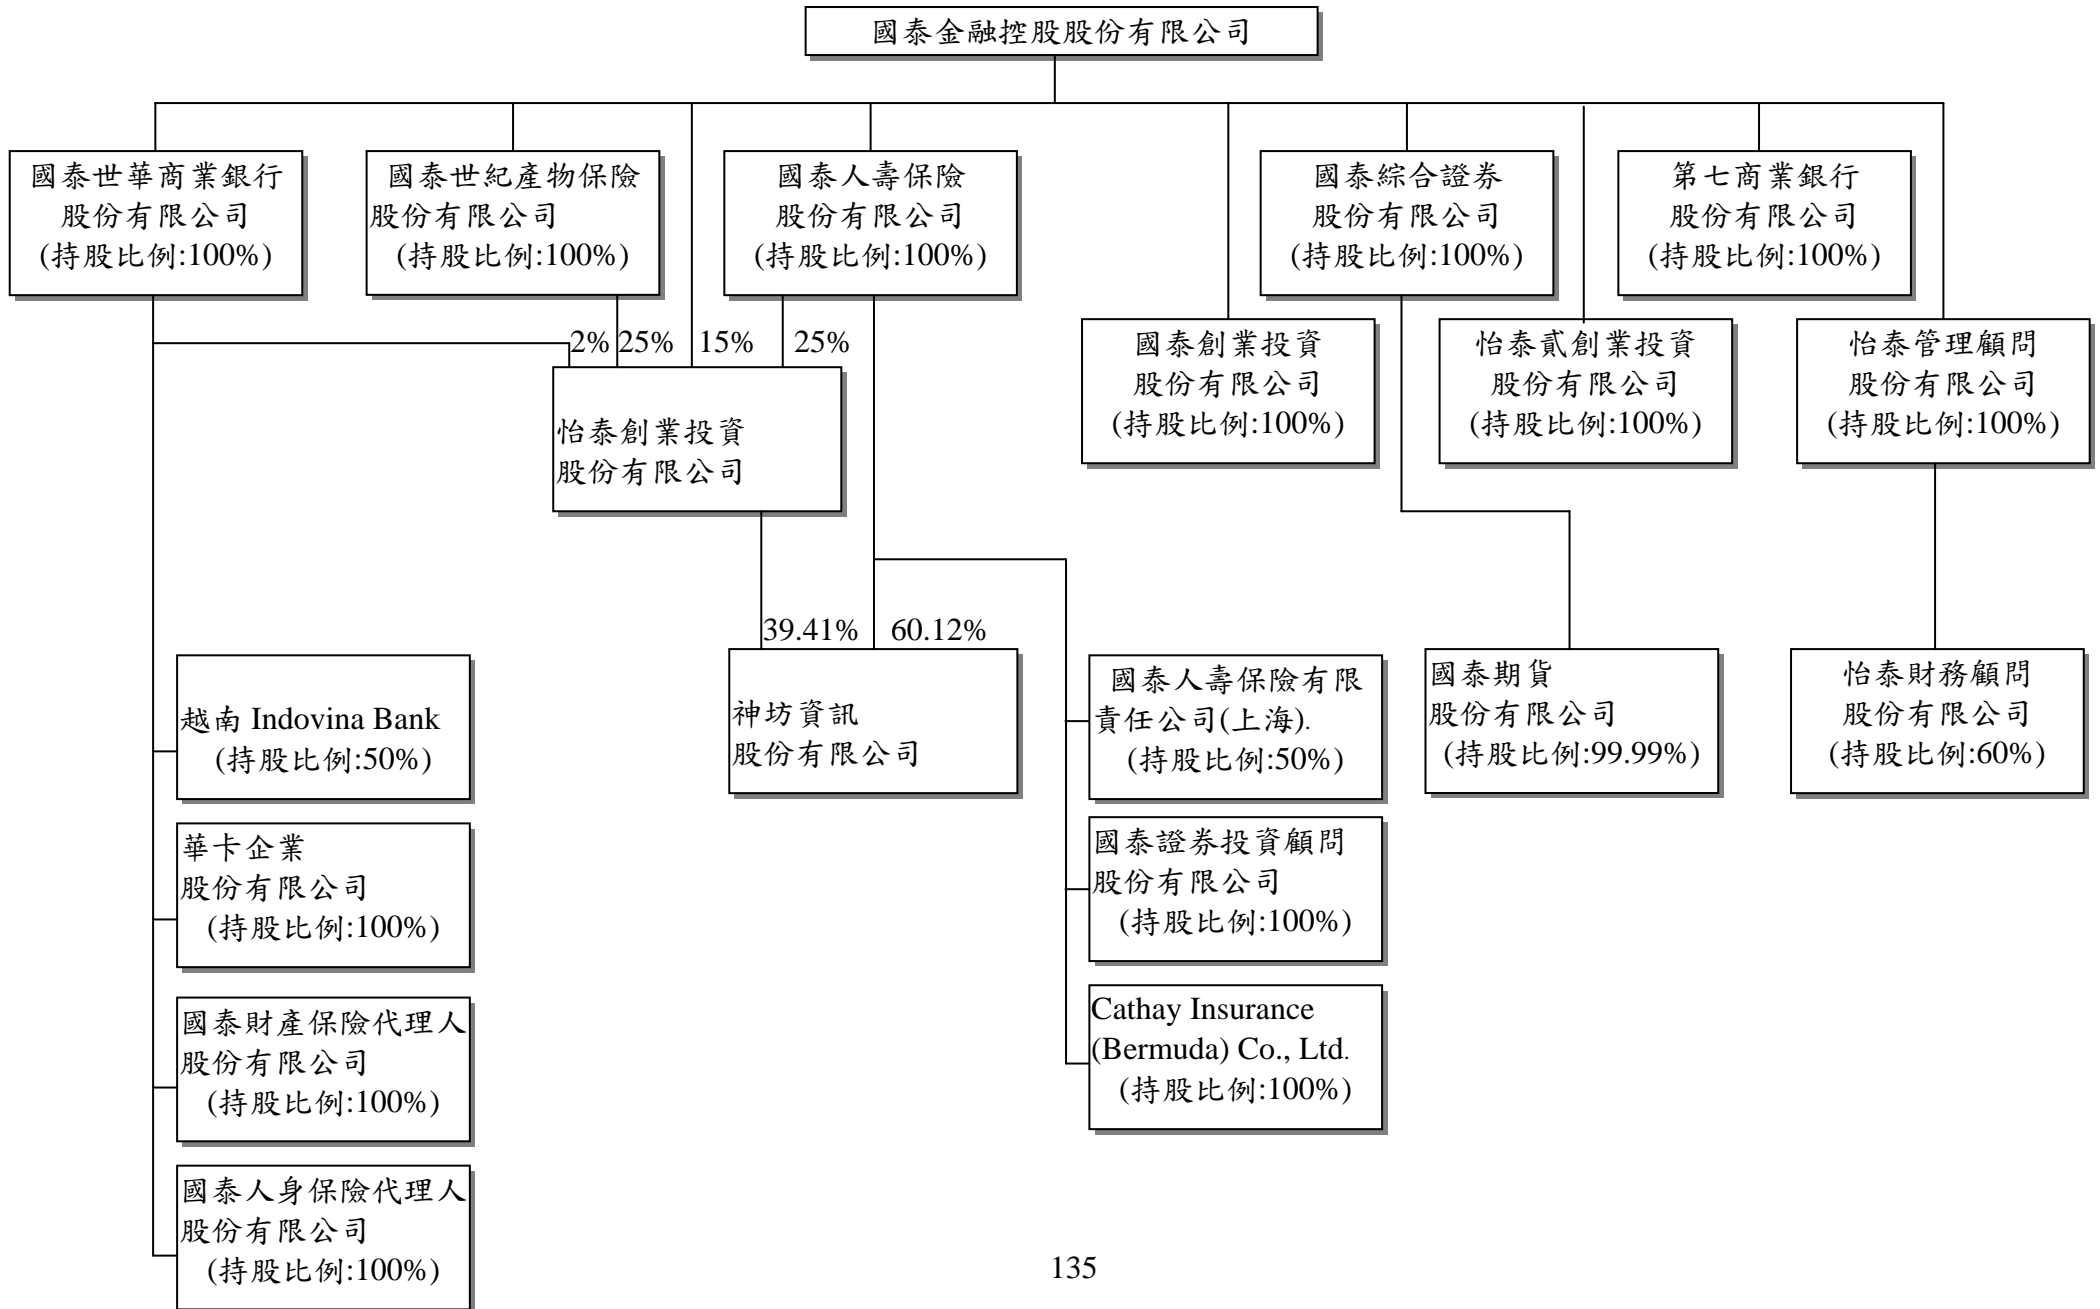 國泰金融控股股份有限公司
國泰世華商業銀行
股份有限公司
(持股比例:100%)
國泰世紀產物保險
股份有限公司
(持股比例:100%)
國泰人壽保險
股份有限公司
(持股比例:100%)
國泰綜合證券
股份有限公司
(持股比例:100%)
第七商業銀行
股份有限公司
(持股比例:100%)
2%
25%
15%
25%
國泰創業投資
股份有限公司
(持股比例:100%)
怡泰貳創業投資
股份有限公司
(持股比例:100%)
怡泰管理顧問
股份有限公司
(持股比例:100%)
怡泰創業投資
股份有限公司
39.41%
60.12%
越南 Indovina Bank
(持股比例:50%)
神坊資訊
股份有限公司
國泰人壽保險有限
責任公司(上海).
(持股比例:50%)
國泰期貨
股份有限公司
(持股比例:99.99%)
怡泰財務顧問
股份有限公司
(持股比例:60%)
華卡企業
股份有限公司
(持股比例:100%)
國泰證券投資顧問
股份有限公司
(持股比例:100%)
國泰財產保險代理人
股份有限公司
(持股比例:100%)
Cathay Insurance
(Bermuda) Co., Ltd.
(持股比例:100%)
國泰人身保險代理人
股份有限公司
(持股比例:100%)
135